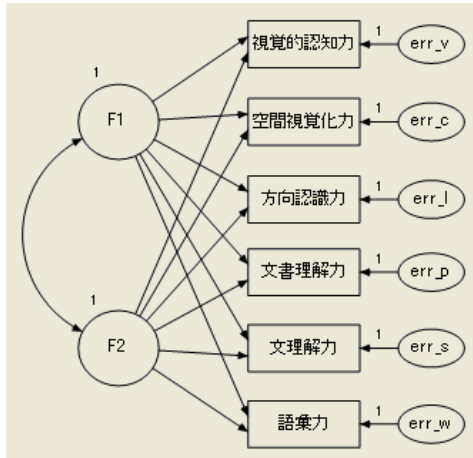 視覚的認知力
1
err_v
1
F1
空間視覚化力
1
err_c
方向認識力
1
err_l
文書理解力
1
err_p
1
F2
文理解力
1
err_s
語彙力
1
err_w